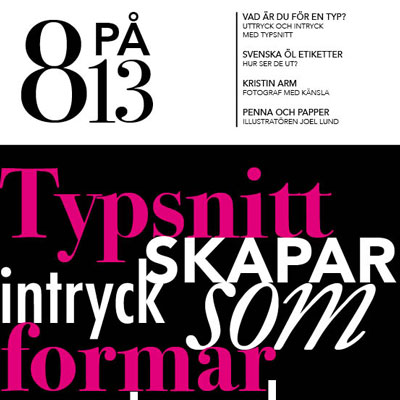 8 PÅ
13
VAD ÄR DU FÖR EN TYP?
UTTRYCK OCH INTRYCK
MED TYPSNITT
SVENSKA ÖL ETIKETTER
HUR SER DE UT?
KRISTIN ARM
FOTOGRAF MED KÄNSLA
PENNA OCH PAPPER
ILLUSTRATÖREN JOEL LUND
Typsnitt
SKAPAR
intryck som
formar